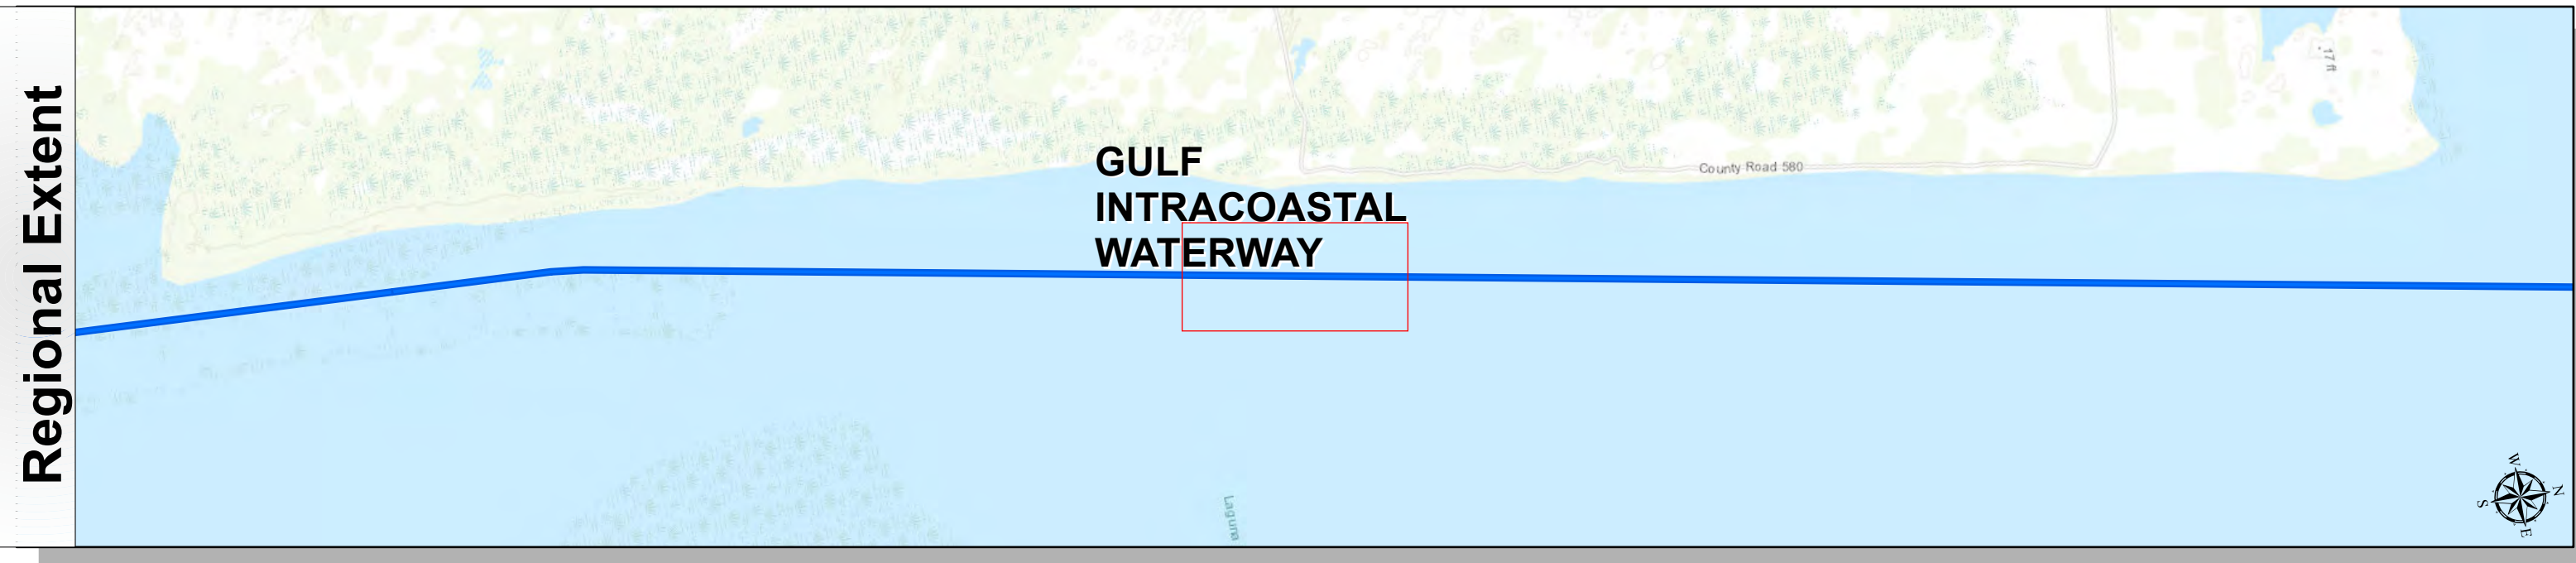 Regional Extent
GULF
INTRACOASTAL
WATERWAY
County Road 580
17 ft
Laguna
W
N
S
E